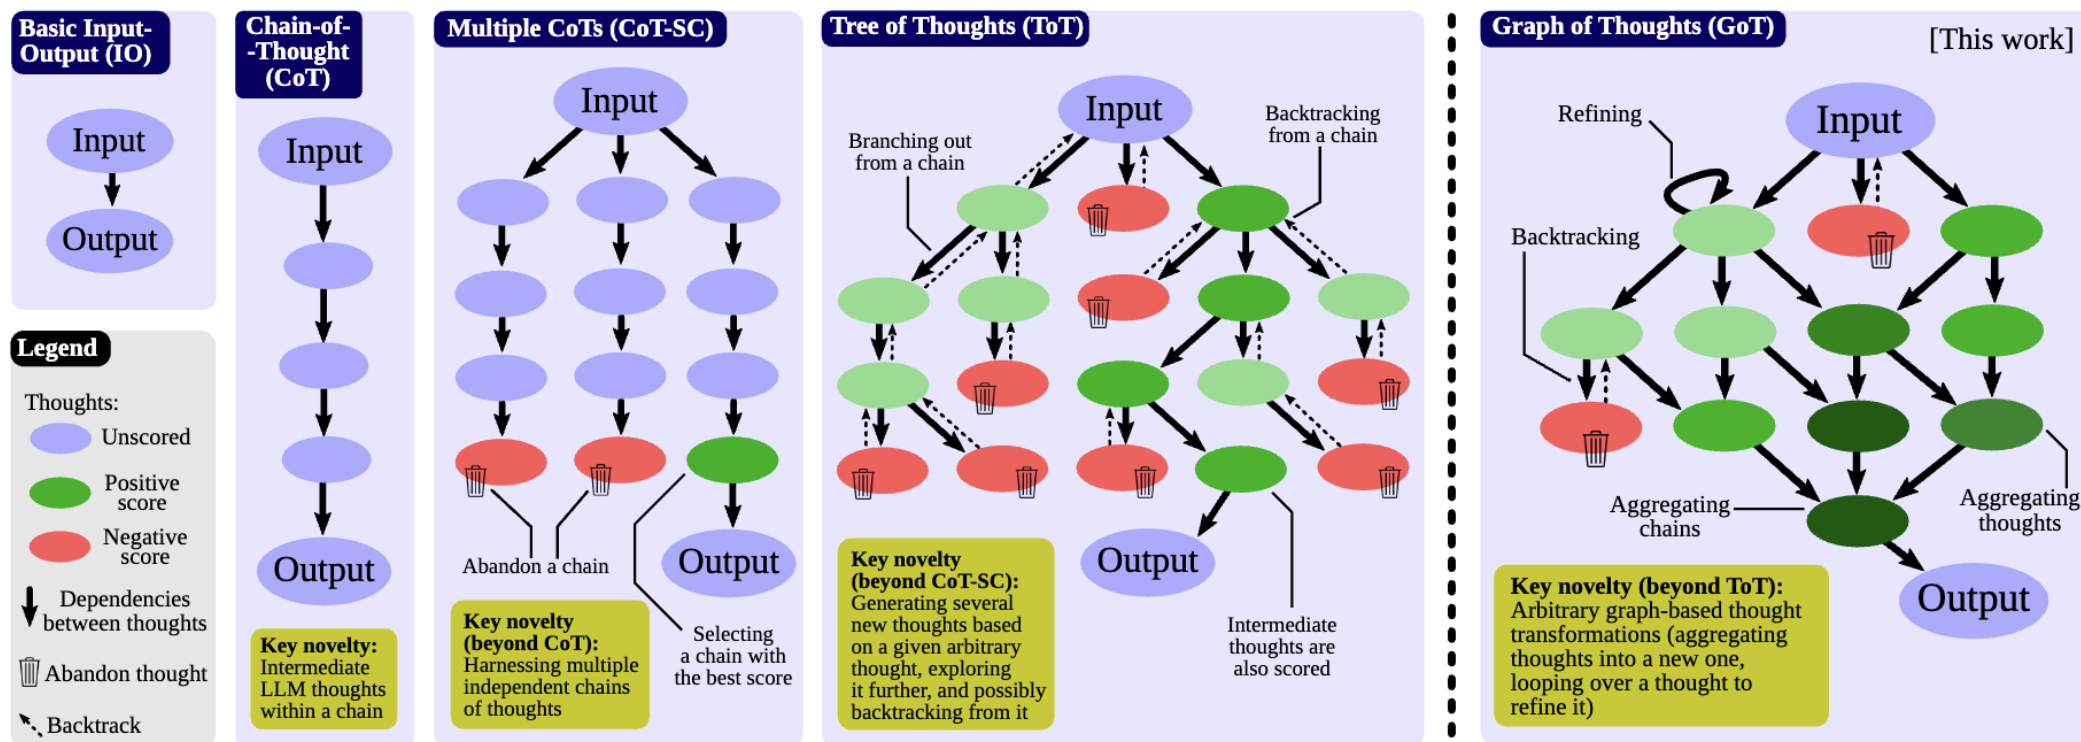 Basic Input-
Output (IO)
Input
Output
Legend
Thoughts:
Unscored
Positive
score
Negative
score
Dependencies
between thoughts
Abandon thought
Backtrack
Chain-of-
-Thought
(CoT)
Input
Output
Key novelty:
Intermediate
LLM thoughts
within a chain
Multiple CoTs (CoT-SC)
Input
Abandon a chain
Output
Key novelty
(beyond CoT):
Harnessing multiple
independent chains
of thoughts
Selecting
a chain with
the best score
Tree of Thoughts (ToT)
Input
Branching out
from a chain
Backtracking
from a chain
Output
Key novelty
(beyond CoT-SC):
Generating several
new thoughts based
on a given arbitrary
thought, exploring
it further, and possibly
backtracking from it
Intermediate
thoughts are
also scored
Graph of Thoughts (GoT)
[This work]
Refining
Input
Backtracking
Aggregating
chains
Aggregating
thoughts
Output
Key novelty (beyond ToT):
Arbitrary graph-based thought
transformations (aggregating
thoughts into a new one,
looping over a thought to
refine it)